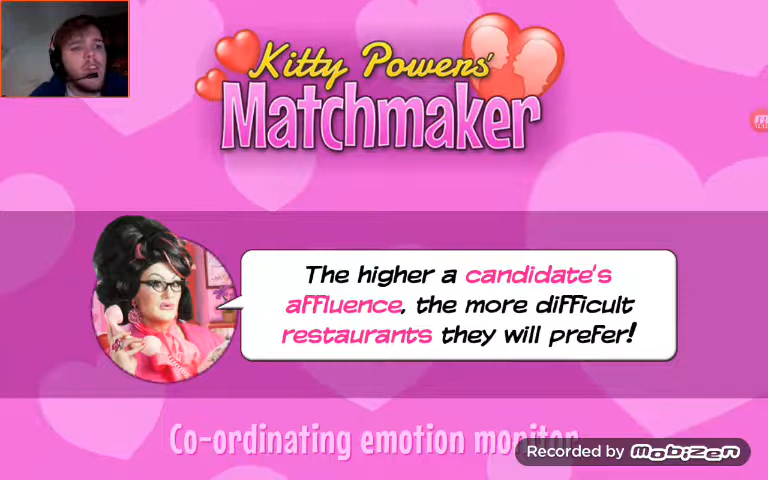 Kitty Powers'
Matchmaker
The higher a candidate's
affluence, the more difficult
restaurants they will prefer!
Co-ordinating emotion monitor
Recorded by mobizen